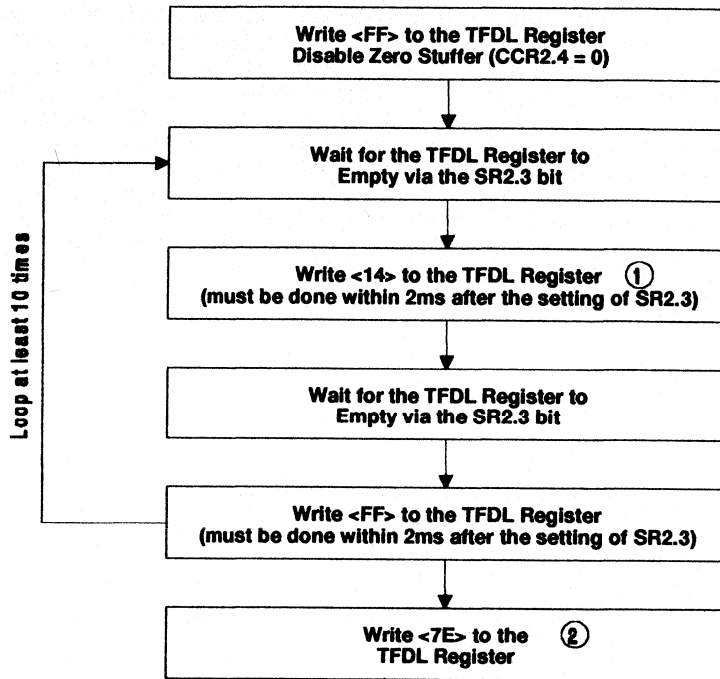 Write <FF> to the TFDL Register
Disable Zero Stuffer (CCR2.4 = 0)
Wait for the TFDL Register to
Empty via the SR2.3 bit
Write <14> to the TFDL Register ①
(must be done within 2ms after the setting of SR2.3)
Wait for the TFDL Register to
Empty via the SR2.3 bit
Write <FF> to the TFDL Register
(must be done within 2ms after the setting of SR2.3)
Loop at least 10 times
Write <7E> to the ②
TFDL Register